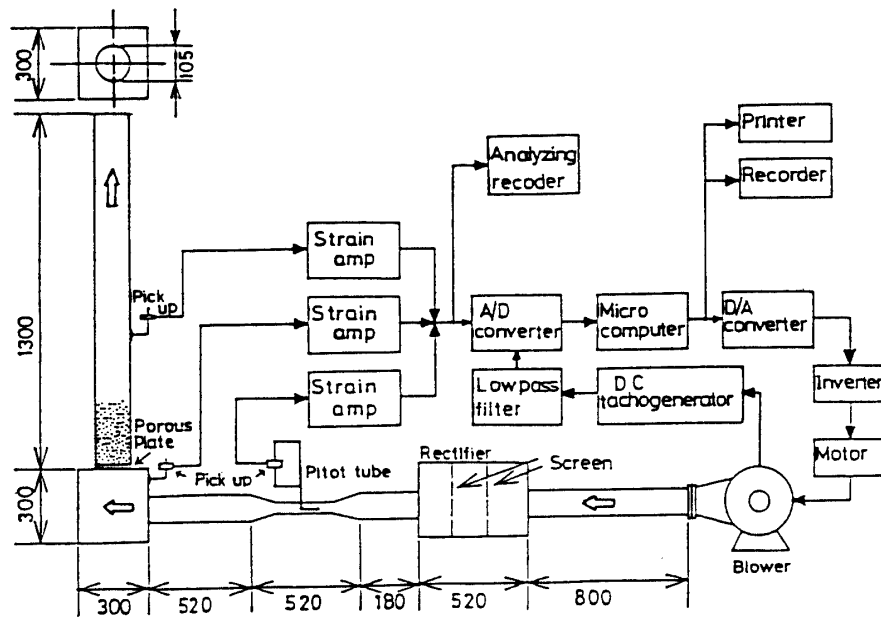 300
105
Printer
Analyzing
recoder
Recorder
Strain
amp
Pick
up
Strain
amp
A/D
converter
Micro
computer
D/A
converter
1300
Strain
amp
Low pass
filter
D.C
tachogenerator
Inverter
Porous
Plate
Rectifier
Screen
Motor
Pick up
Pitot tube
300
Blower
300
520
520
180
520
800